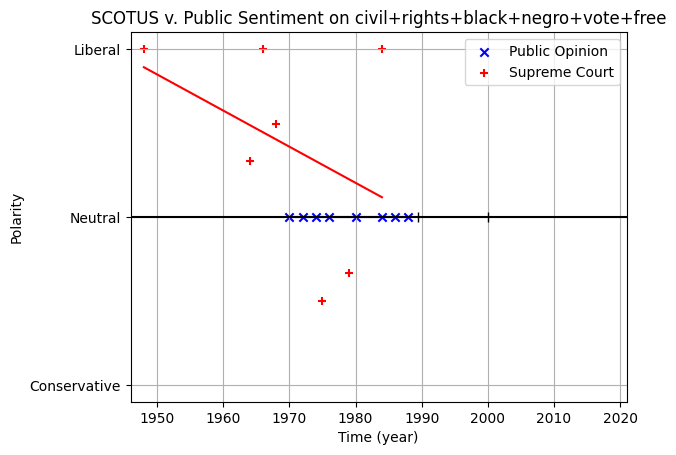 SCOTUS v. Public Sentiment on civil+rights+black+negro+vote+free
Public Opinion
Supreme Court
Liberal
Neutral
Conservative
Polarity
1950 1960 1970 1980 1990 2000 2010 2020
Time (year)